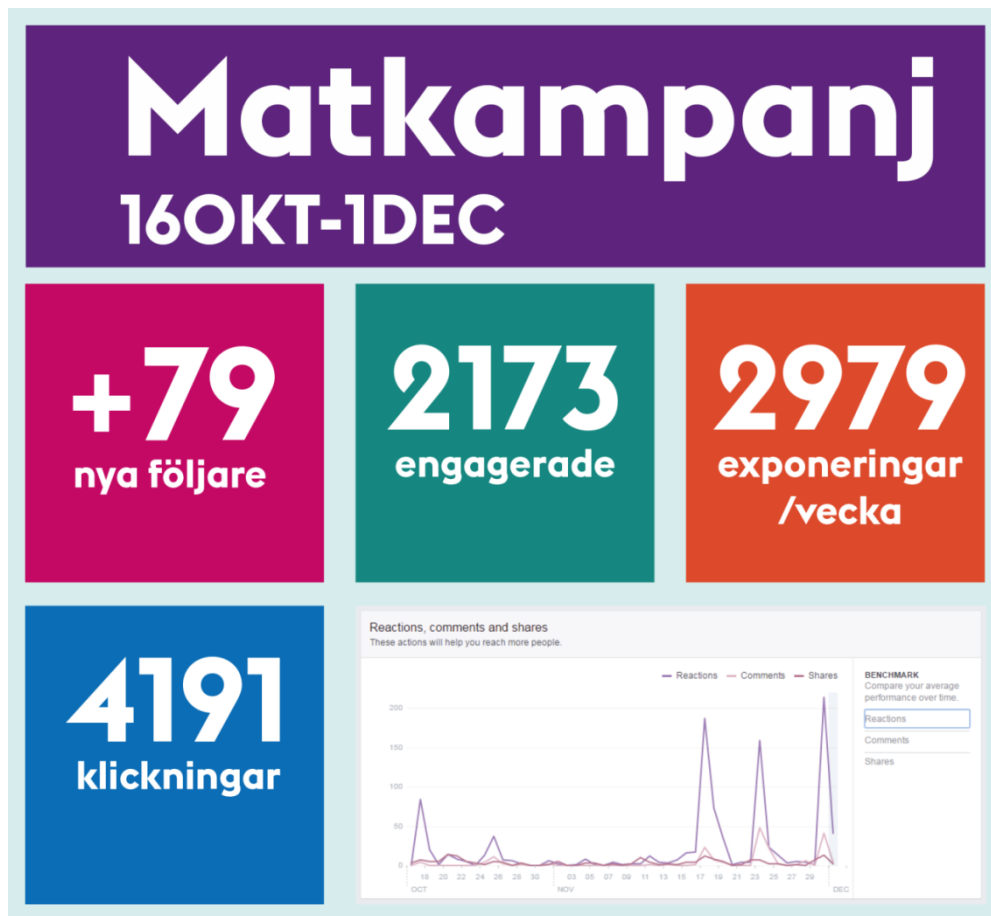 Matkampanj
16OKT-1DEC
+79
nya följare
2173
engagerade
2979
exponeringar
/vecka
4191
klickningar
Reactions, comments and shares
These actions will help you reach more people.
Reactions Comments Shares
200
150
100
50
0
18 20 22 24 26 28 30 03 05 07 09 11 13 15 17 19 21 23 25 27 29
OCT NOV DEC
BENCHMARK
Compare your average
performance over time.
Reactions
Comments
Shares